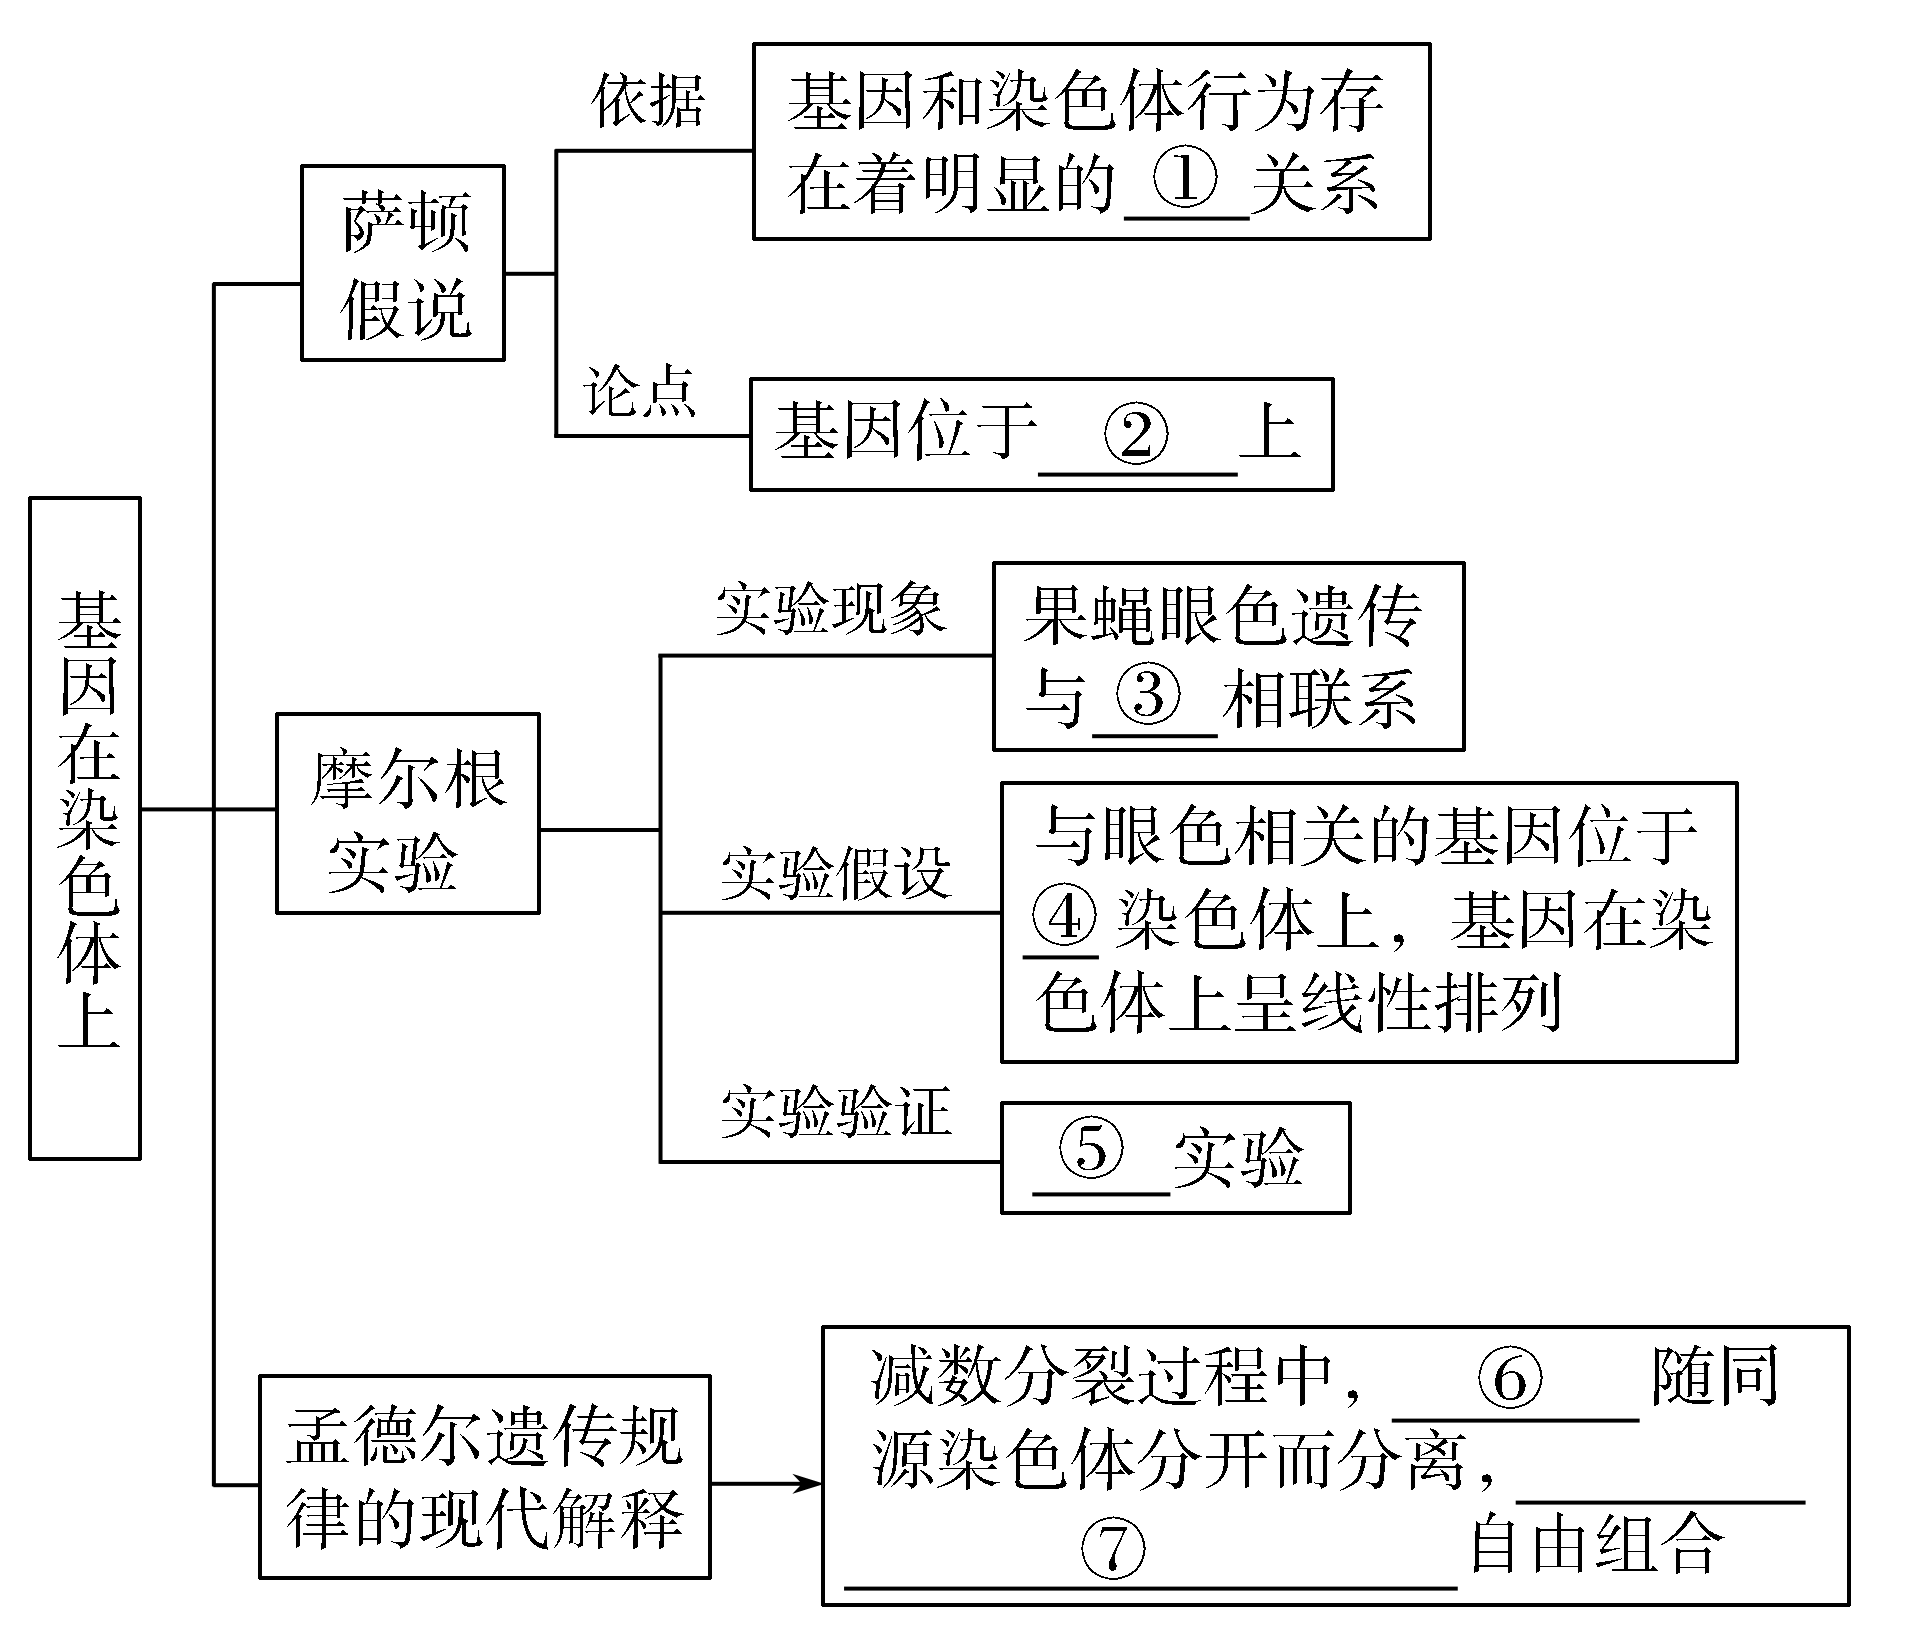 基因在染色体上
萨顿
假说
依据
基因和染色体行为存
在着明显的①关系
论点
基因位于②上
摩尔根
实验
实验现象
果蝇眼色遗传
与③相联系
实验假设
与眼色相关的基因位于
④染色体上，基因在染
色体上呈线性排列
实验验证
⑤实验
孟德尔遗传规
律的现代解释
减数分裂过程中，⑥随同
源染色体分开而分离，
⑦自由组合